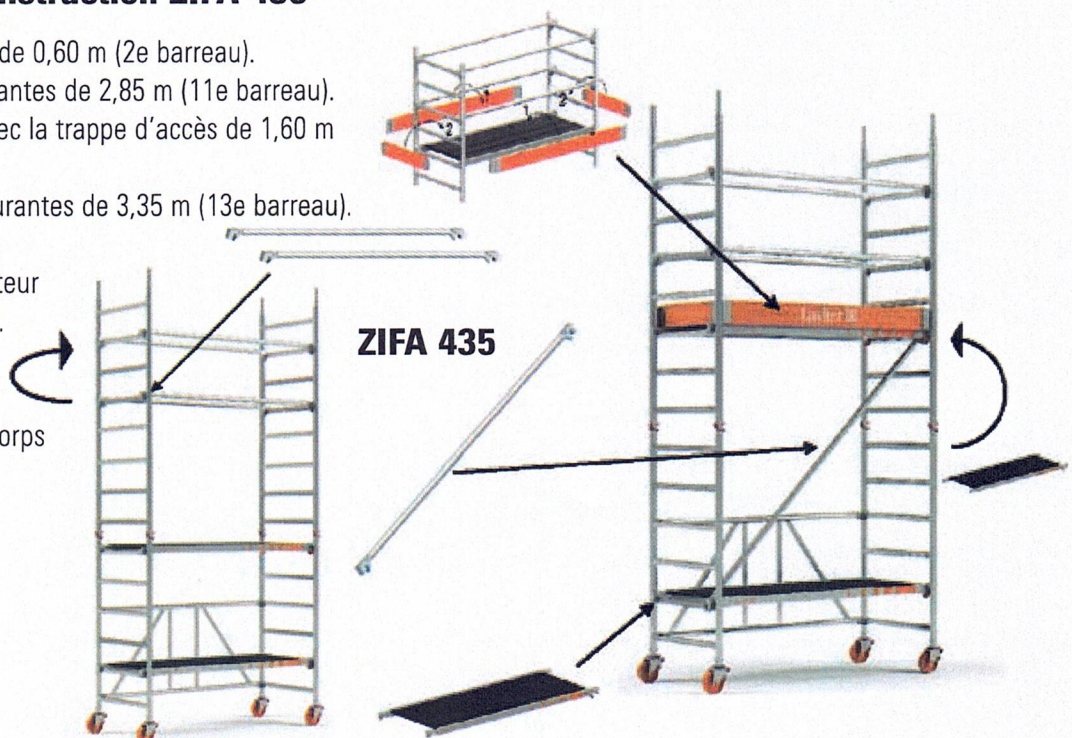 de 0,60 m (2e barreau).
antes de 2,85 m (11e barreau).
ec la trappe d'accès de 1,60 m
urantes de 3,35 m (13e barreau).
teur
orps
ZIFA 435